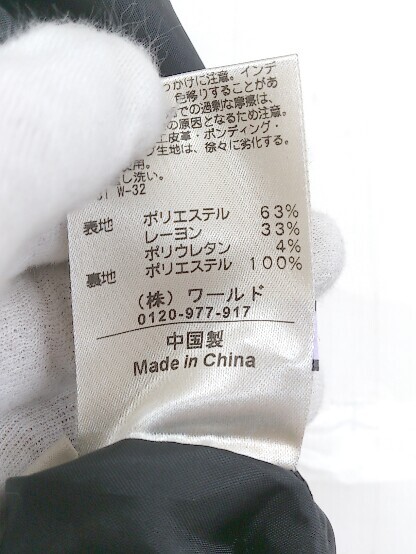 かけに注意。インデ
色移りすることがあ
での過剰な摩擦は、
の原因となるため注意。
皮革・ボンディング・
生地は、徐々に劣化する。
使用。
し洗い。
W-32
表地 ポリエステル 63%
レーヨン 33%
ポリウレタン 4%
裏地 ポリエステル 100%
(株) ワールド
0120-977-917
中国製
Made in China